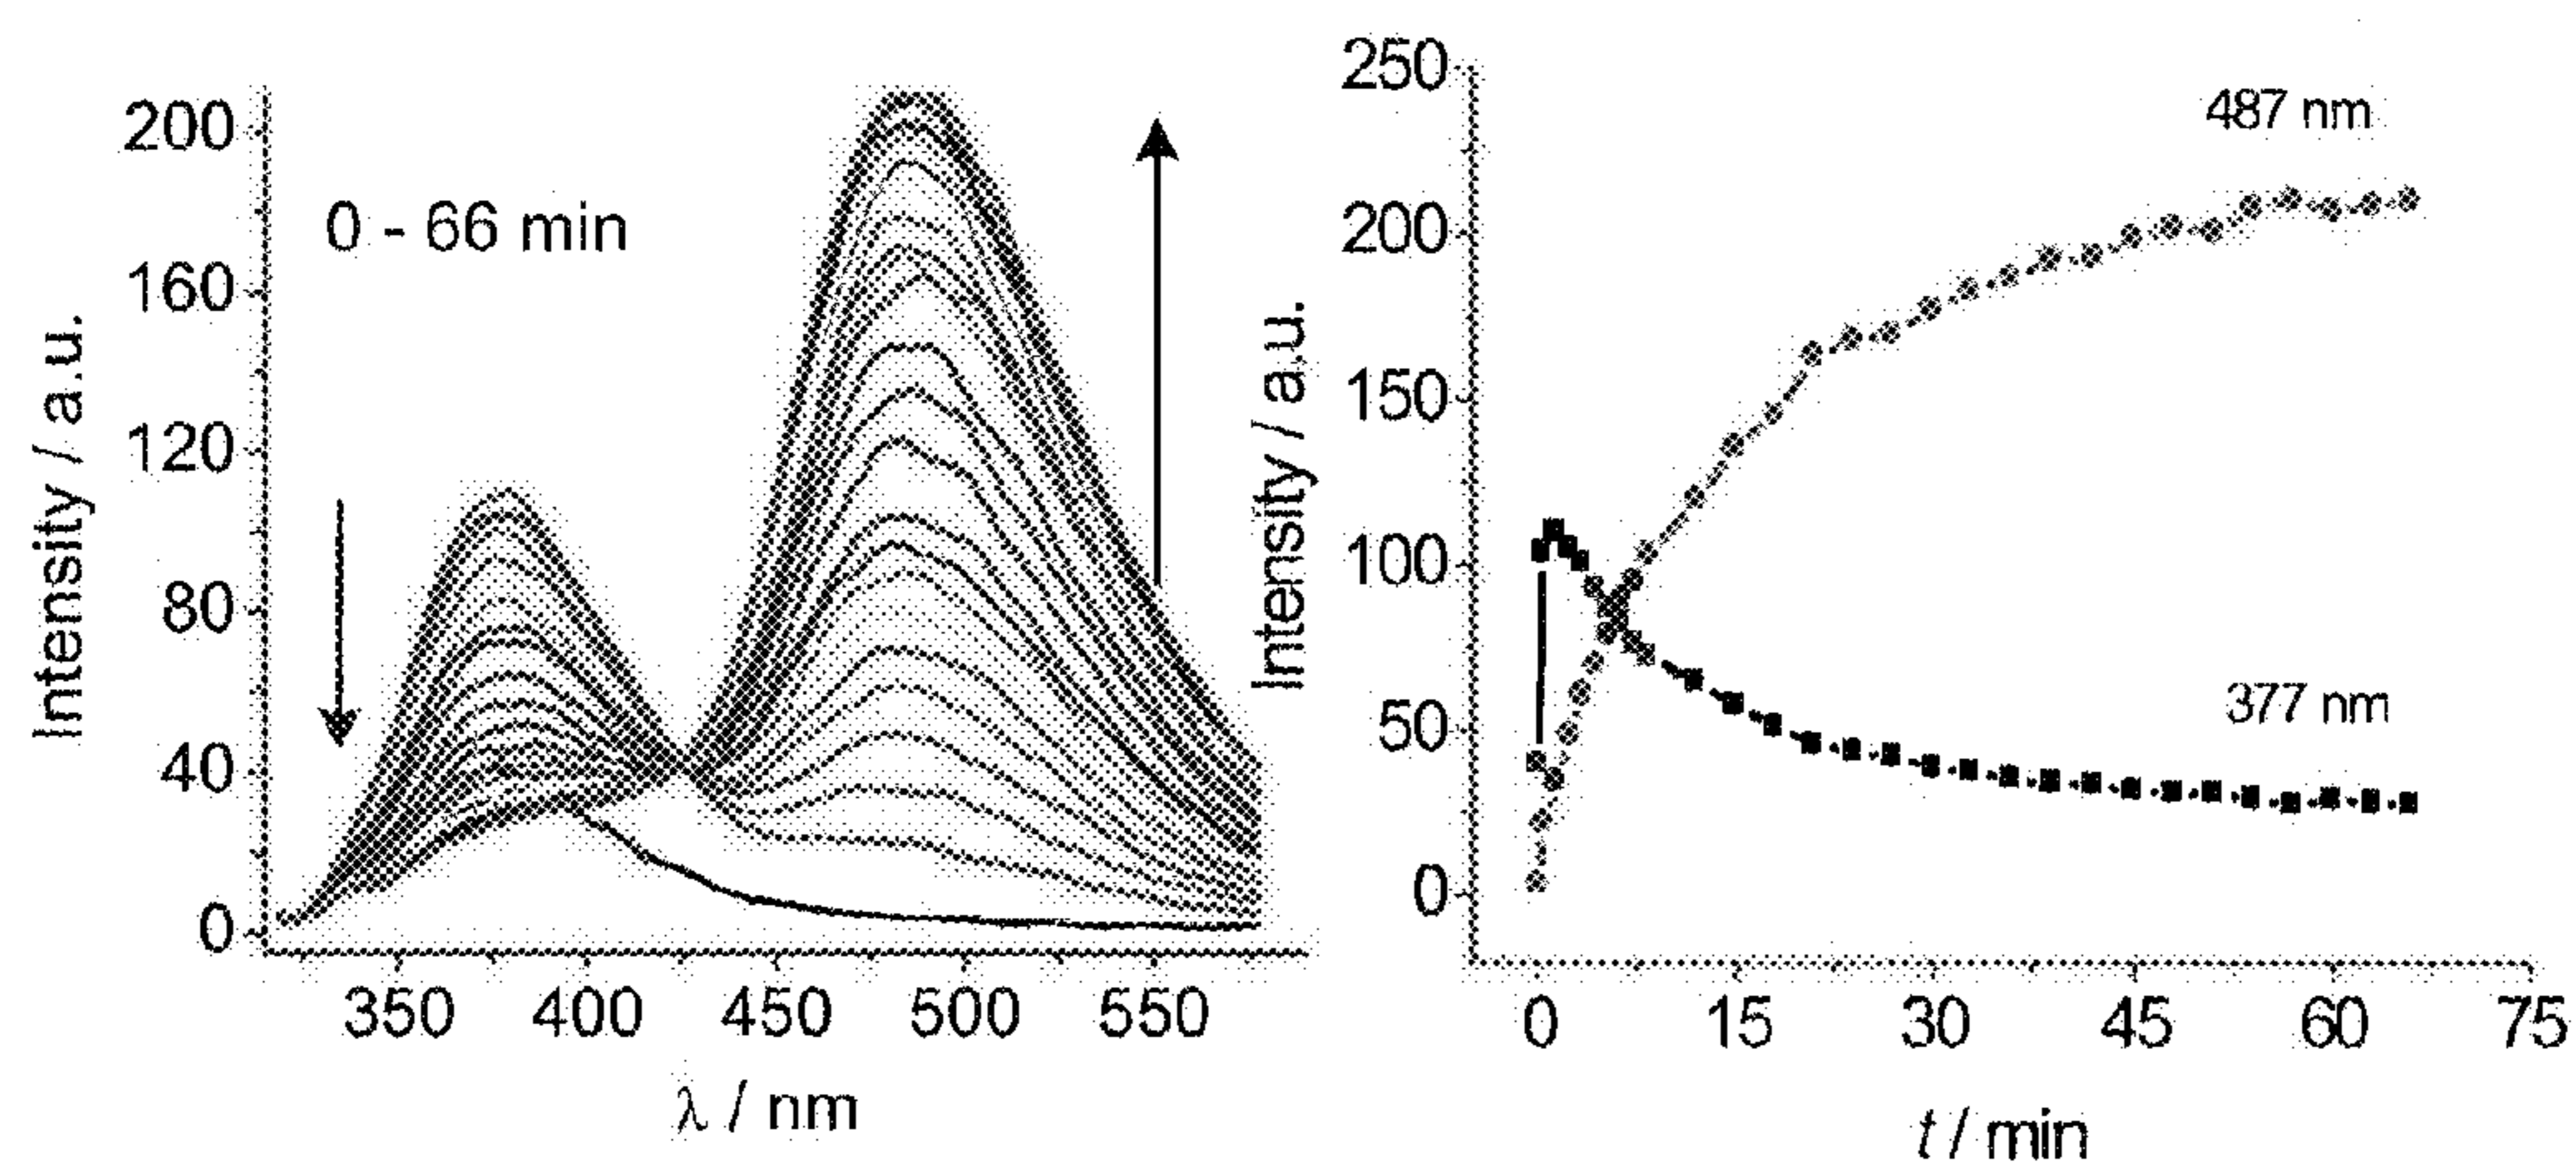 Intensity / a.u.
200
160
120
80
40
0
0 - 66 min
350 400 450 500 550
λ / nm
Intensity / a.u.
250
200
150
100
50
0
487 nm
377 nm
0 15 30 45 60 75
t / min